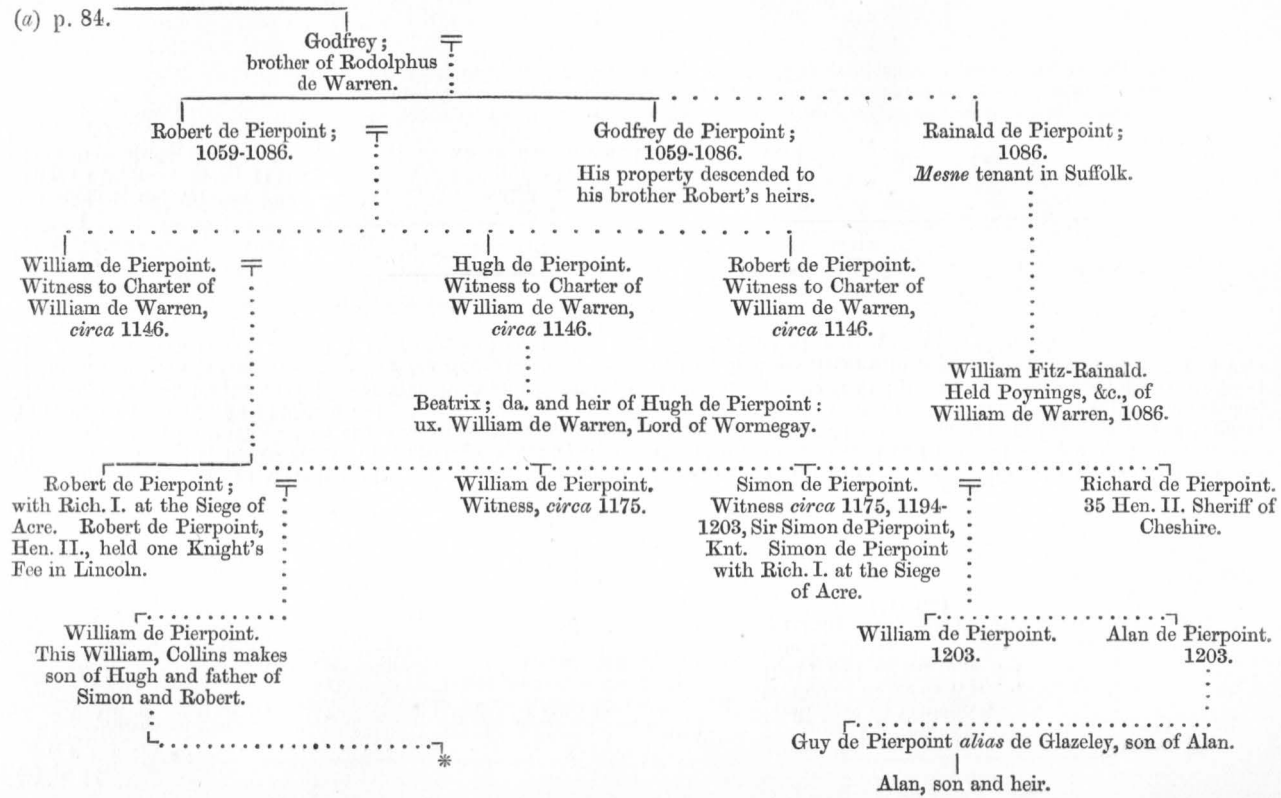 (a) p. 84.
Godfrey;
brother of Rodolphus
de Warren.
Robert de Pierpoint;
1059-1086.
Godfrey de Pierpoint;
1059-1086.
His property descended to
his brother Robert's heirs.
Rainald de Pierpoint;
1086.
Mesne tenant in Suffolk.
William de Pierpoint.
Witness to Charter of
William de Warren,
circa 1146.
Hugh de Pierpoint.
Witness to Charter of
William de Warren,
circa 1146.
Robert de Pierpoint.
Witness to Charter of
William de Warren,
circa 1146.
William Fitz-Rainald.
Held Poynings, &c., of
William de Warren, 1086.
Beatrix; da. and heir of Hugh de Pierpoint:
ux. William de Warren, Lord of Wormegay.
Robert de Pierpoint;
with Rich. I. at the Siege of
Acre. Robert de Pierpoint,
Hen. II., held one Knight's
Fee in Lincoln.
William de Pierpoint.
Witness, circa 1175.
Simon de Pierpoint.
Witness circa 1175, 1194-
1203, Sir Simon de Pierpoint,
Knt. Simon de Pierpoint
with Rich. I. at the Siege
of Acre.
Richard de Pierpoint.
35 Hen. II. Sheriff of
Cheshire.
William de Pierpoint.
This William, Collins makes
son of Hugh and father of
Simon and Robert.
William de Pierpoint.
1203.
Alan de Pierpoint.
1203.
*
Guy de Pierpoint alias de Glazeley, son of Alan.
Alan, son and heir.